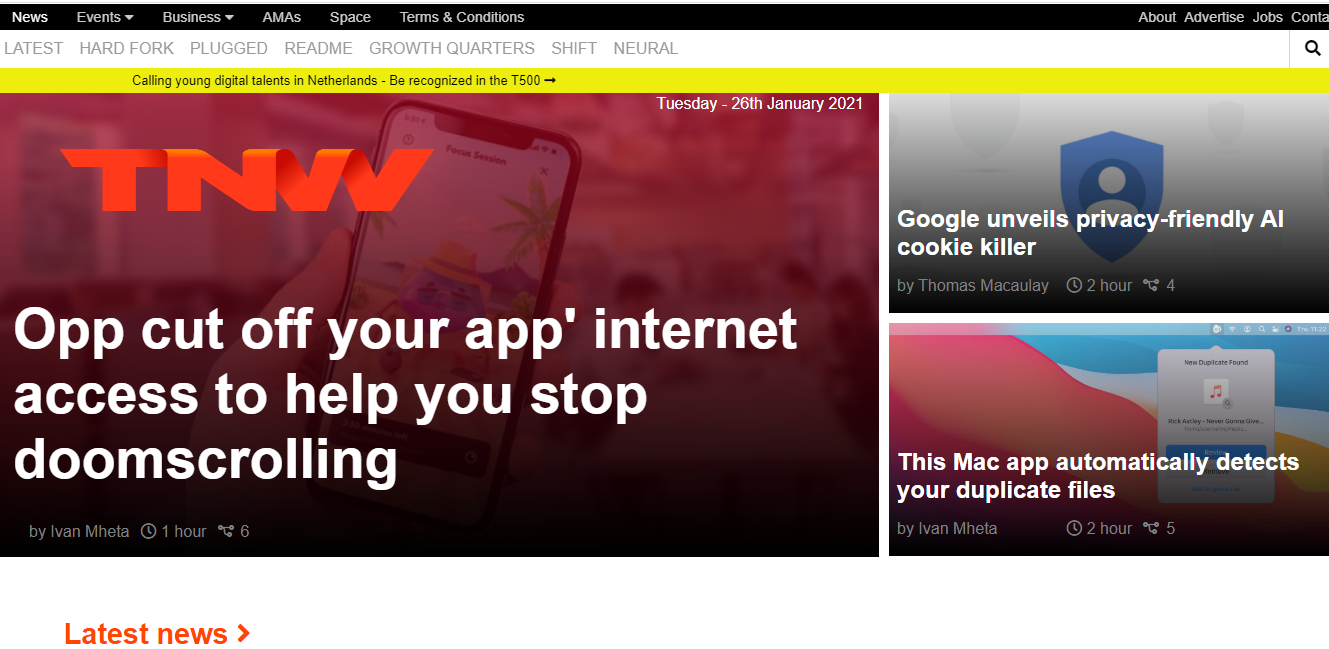 News Events Business AMAs Space Terms & Conditions About Advertise Jobs Conta
LATEST HARD FORK PLUGGED README GROWTH QUARTERS SHIFT NEURAL
Calling young digital talents in Netherlands - Be recognized in the T500
Tuesday - 26th January 2021
TNW
Focus Session
Opp cut off your app' internet
access to help you stop
doomscrolling
by Ivan Mheta 1 hour 6
Google unveils privacy-friendly AI
cookie killer
by Thomas Macaulay 2 hour 4
Thu 11:22
New Duplicate Found
Rick Astley - Never Gonna Give...
This Mac app automatically detects
your duplicate files
by Ivan Mheta 2 hour 5
Latest news